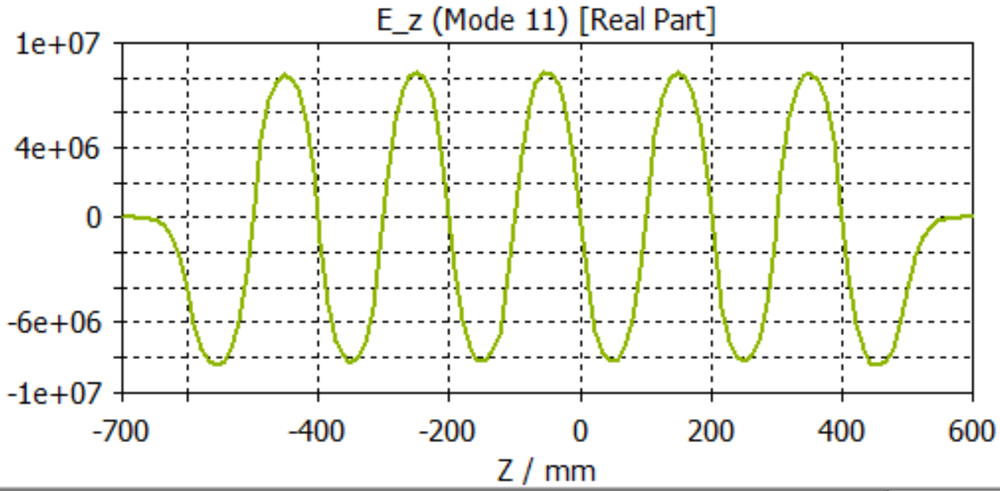 E_z (Mode 11) [Real Part]
1e+07
4e+06
0
-6e+06
-1e+07
-700 -400 -200 0 200 400 600
Z / mm